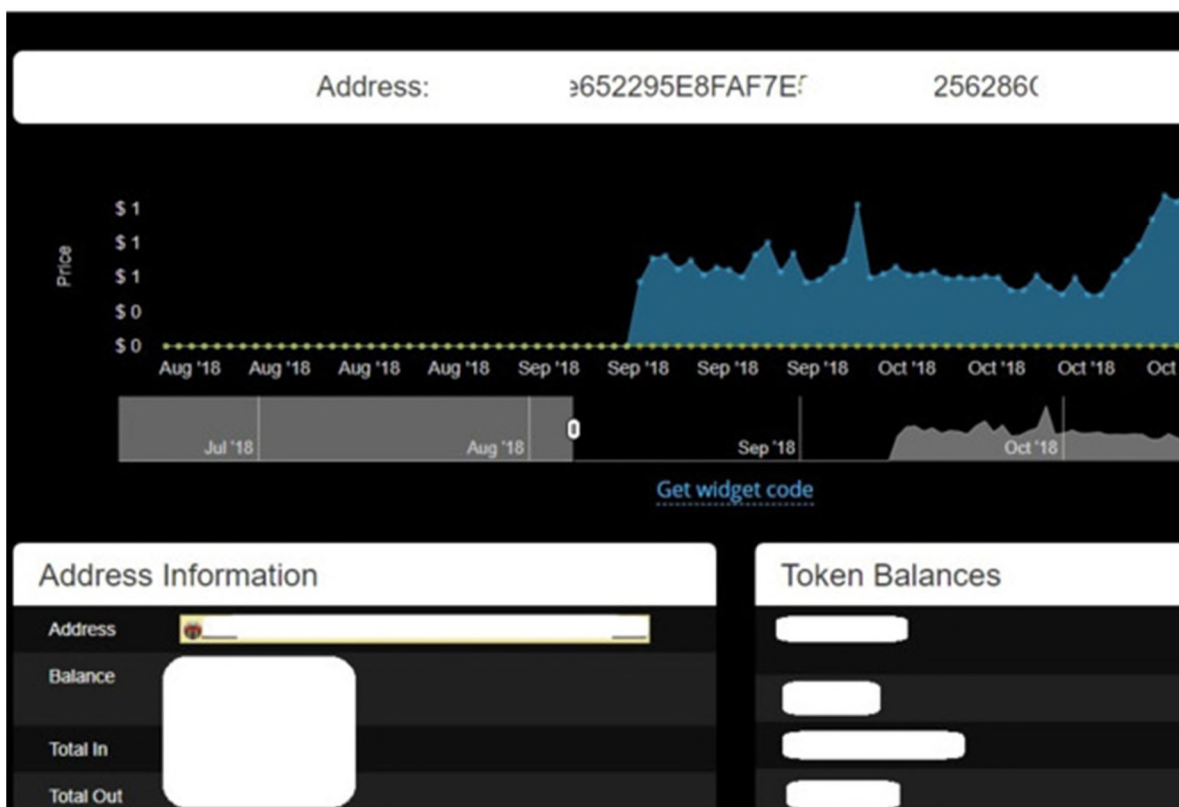 Address: e652295E8FAF7E 256286
$ 1
$ 1
$ 1
$ 0
$ 0
Price
Aug '18 Aug '18 Aug '18 Aug '18 Sep '18 Sep '18 Sep '18 Sep '18 Oct '18 Oct '18 Oct '18 Oct
Jul '18 Aug '18 Sep '18 Oct '18
Get widget code
Address Information
Address
Balance
Total In
Total Out
Token Balances